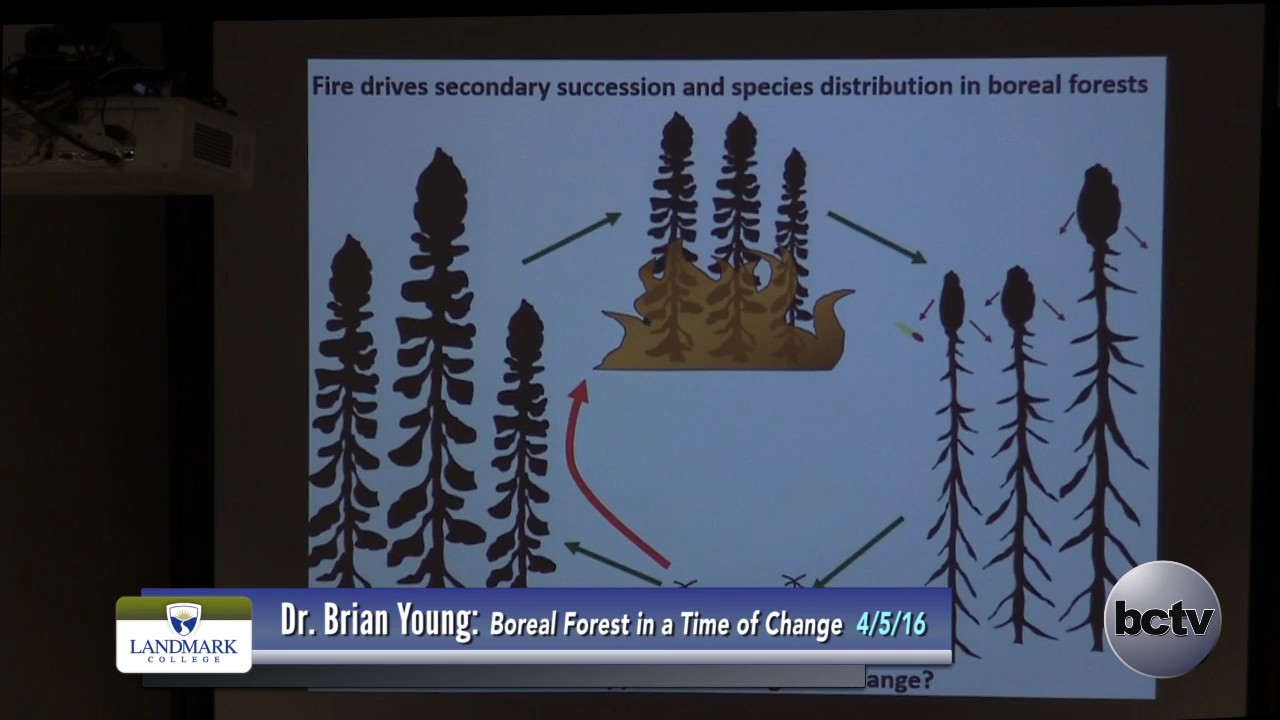 Fire drives secondary succession and species distribution in boreal forests
Dr. Brian Young: Boreal Forest in a Time of Change 4/5/16
LANDMARK
COLLEGE
bctv
ange?